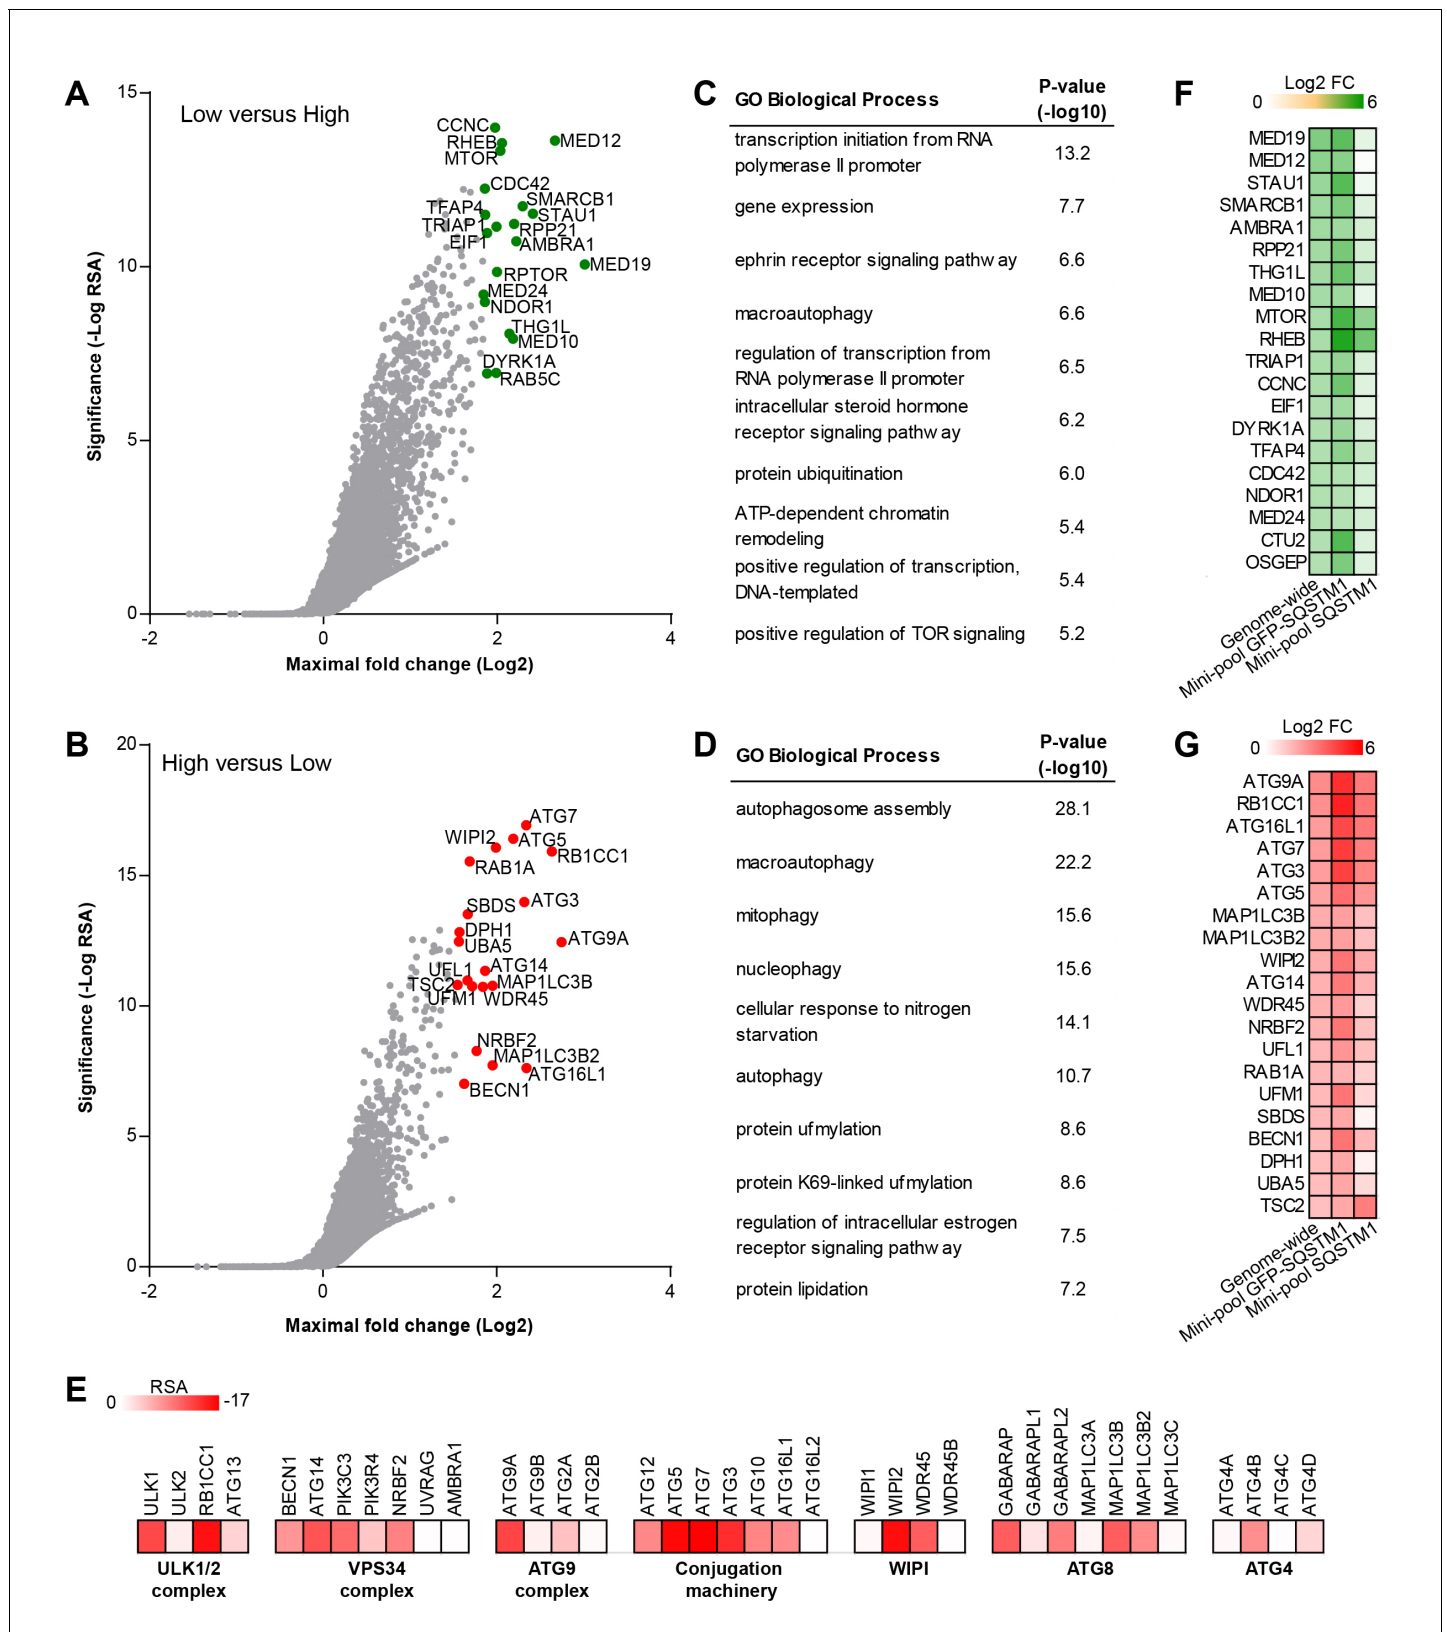 A
Low versus High
15
10
5
0
-2
0
2
4
Significance (-Log RSA)
Maximal fold change (Log2)
CCNC
RHEB
MTOR
MED12
CDC42
SMARCB1
TFAP4
STAU1
TRIAP1
RPP21
EIF1
AMBRA1
MED19
RPTOR
MED24
NDOR1
THG1L
MED10
DYRK1A
RAB5C
C
GO Biological Process
P-value
(-log10)
transcription initiation from RNA
polymerase II promoter
13.2
gene expression
7.7
ephrin receptor signaling pathway
6.6
macroautophagy
6.6
regulation of transcription from
RNA polymerase II promoter
6.5
intracellular steroid hormone
receptor signaling pathway
6.2
protein ubiquitination
6.0
ATP-dependent chromatin
remodeling
5.4
positive regulation of transcription,
DNA-templated
5.4
positive regulation of TOR signaling
5.2
F
Log2 FC
0
6
MED19
MED12
STAU1
SMARCB1
AMBRA1
RPP21
THG1L
MED10
MTOR
RHEB
TRIAP1
CCNC
EIF1
DYRK1A
TFAP4
CDC42
NDOR1
MED24
CTU2
OSGEP
Genome-wide
Mini-pool GFP-SQSTM1
Mini-pool SQSTM1
B
High versus Low
20
15
10
5
0
-2
0
2
4
Significance (-Log RSA)
Maximal fold change (Log2)
ATG7
WIPI2
ATG5
RB1CC1
RAB1A
SBDS
ATG3
DPH1
UBA5
ATG9A
UFL1
ATG14
TSC2
MAP1LC3B
UFM1
WDR45
NRBF2
MAP1LC3B2
ATG16L1
BECN1
D
GO Biological Process
P-value
(-log10)
autophagosome assembly
28.1
macroautophagy
22.2
mitophagy
15.6
nucleophagy
15.6
cellular response to nitrogen
starvation
14.1
autophagy
10.7
protein ufmylation
8.6
protein K69-linked ufmylation
8.6
regulation of intracellular estrogen
receptor signaling pathway
7.5
protein lipidation
7.2
G
Log2 FC
0
6
ATG9A
RB1CC1
ATG16L1
ATG7
ATG3
ATG5
MAP1LC3B
MAP1LC3B2
WIPI2
ATG14
WDR45
NRBF2
UFL1
RAB1A
UFM1
SBDS
BECN1
DPH1
UBA5
TSC2
Genome-wide
Mini-pool GFP-SQSTM1
Mini-pool SQSTM1
E
RSA
0
-17
ULK1
ULK2
RB1CC1
ATG13
ULK1/2
complex
BECN1
ATG14
PIK3C3
PIK3R4
NRBF2
UVRAG
AMBRA1
VPS34
complex
ATG9A
ATG9B
ATG2A
ATG2B
ATG9
complex
ATG12
ATG5
ATG7
ATG3
ATG10
ATG16L1
ATG16L2
Conjugation
machinery
WIPI1
WIPI2
WDR45
WDR45B
WIPI
GABARAP
GABARAPL1
GABARAPL2
MAP1LC3A
MAP1LC3B
MAP1LC3B2
MAP1LC3C
ATG8
ATG4A
ATG4B
ATG4C
ATG4D
ATG4